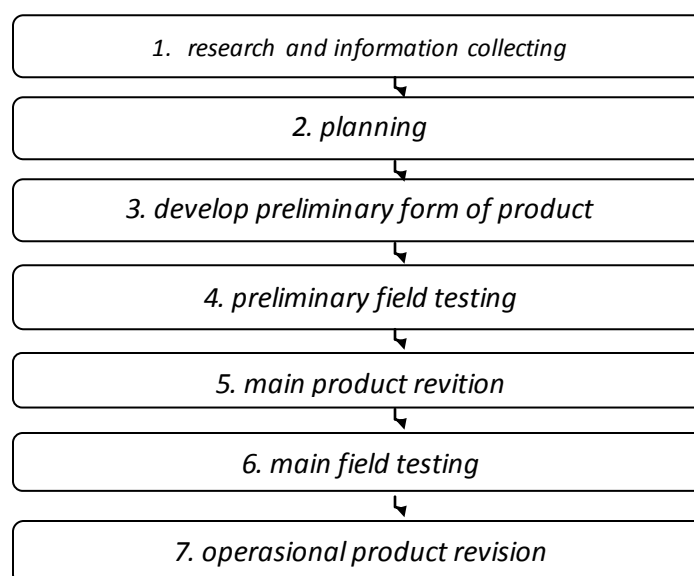 1. research and information collecting
2. planning
3. develop preliminary form of product
4. preliminary field testing
5. main product revition
6. main field testing
7. operasional product revision